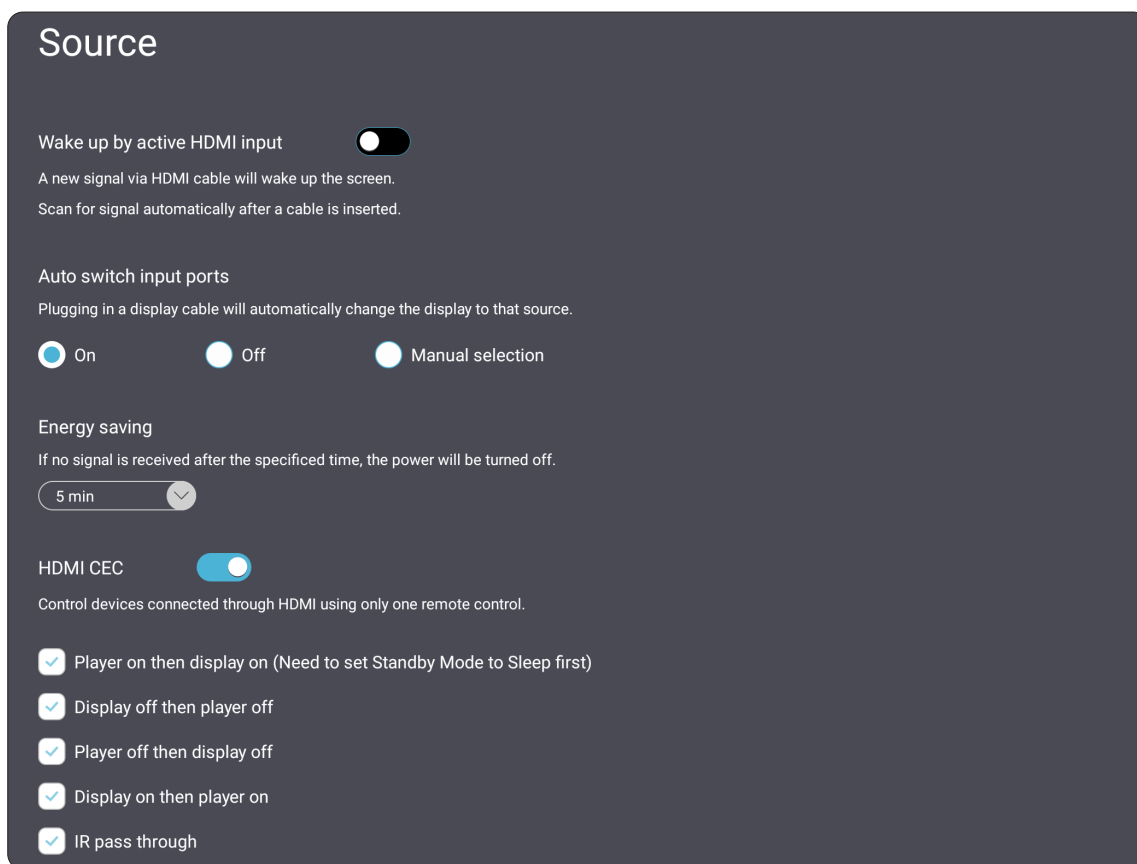 Source
Wake up by active HDMI input
A new signal via HDMI cable will wake up the screen.
Scan for signal automatically after a cable is inserted.
Auto switch input ports
Plugging in a display cable will automatically change the display to that source.
On Off Manual selection
Energy saving
If no signal is received after the specificed time, the power will be turned off.
5 min
HDMI CEC
Control devices connected through HDMI using only one remote control.
Player on then display on (Need to set Standby Mode to Sleep first)
Display off then player off
Player off then display off
Display on then player on
IR pass through